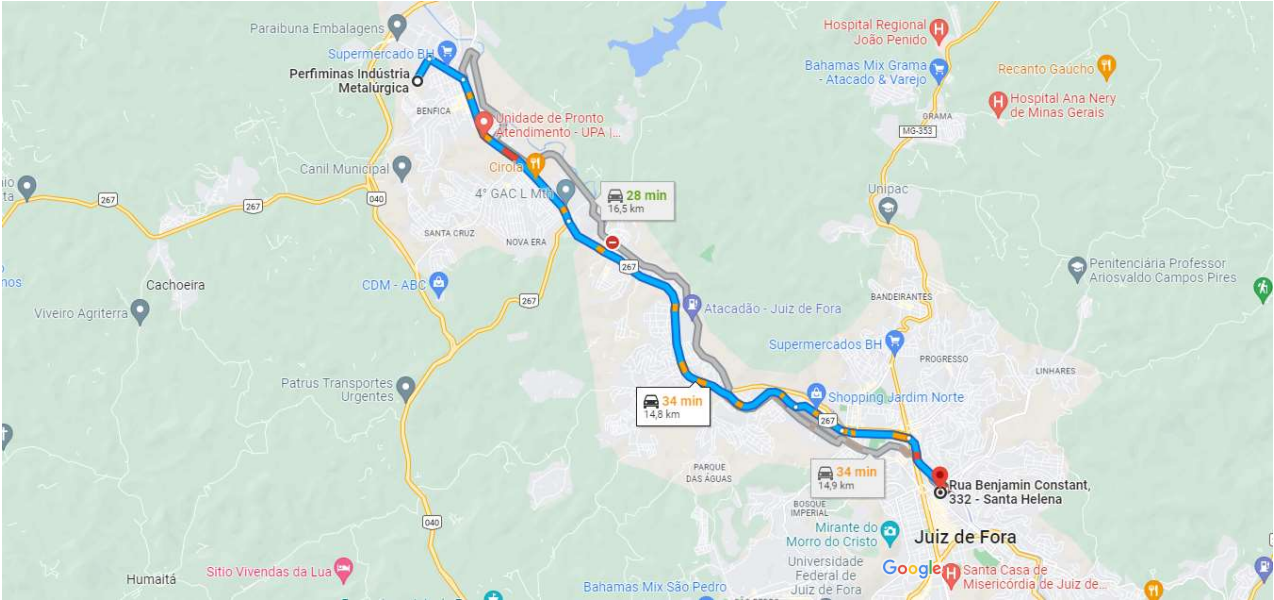 Paraibuna Embalagens
Hospital Regional
João Penido
Supermercado BH
Bahamas Mix Grama
- Atacado & Varejo
Recanto Gaucho
Perfiminas Indústria
Metalúrgica
Hospital Ana Nery
de Minas Gerais
BENFICA
Unidade de Pronto
Atendimento - UPA |...
GRAMA
MG-353
Canil Municipal
Cirola
4° GAC L Mth
28 min
16,5 km
Unipac
267
267
040
SANTA CRUZ
NOVA ERA
267
Penitenciária Professor
Ariosvaldo Campos Pires
Cachoeira
CDM - ABC
267
BANDEIRANTES
Viveiro Agriterra
Atacadão - Juiz de Fora
Supermercados BH
PROGRESSO
LINHARES
Patrus Transportes
Urgentes
34 min
14,8 km
Shopping Jardim Norte
267
PARQUE
DAS ÁGUAS
34 min
14,9 km
Rua Benjamin Constant,
332 - Santa Helena
BOSQUE
IMPERIAL
040
Mirante do
Morro do Cristo
Juiz de Fora
Universidade
Federal de
Juiz de Fora
Google
Santa Casa de
Misericórdia de Juiz de...
Humaitá
Sitio Vivendas da Lua
Bahamas Mix São Pedro